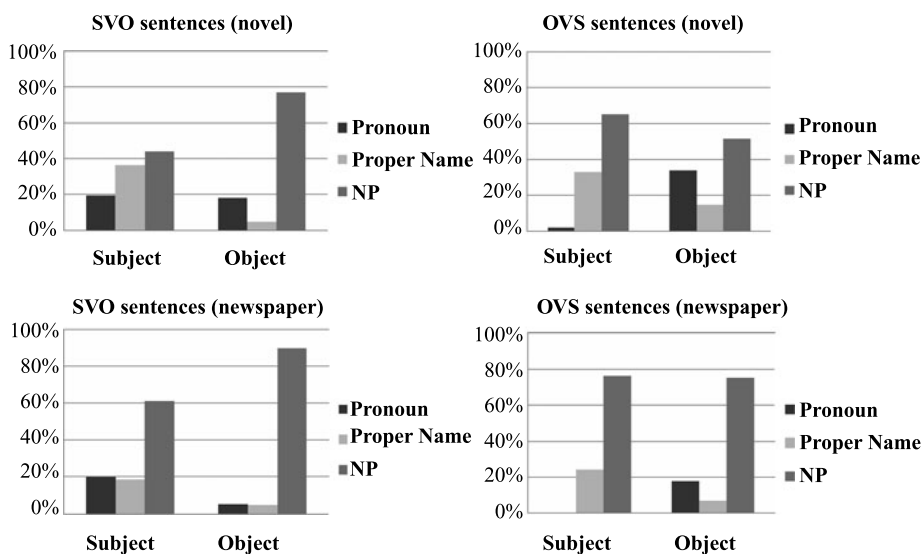 SVO sentences (novel)
100%
80%
60%
40%
20%
0%
Subject
Object
Pronoun
Proper Name
NP
OVS sentences (novel)
100%
80%
60%
40%
20%
0%
Subject
Object
Pronoun
Proper Name
NP
SVO sentences (newspaper)
100%
80%
60%
40%
20%
0%
Subject
Object
Pronoun
Proper Name
NP
OVS sentences (newspaper)
100%
80%
60%
40%
20%
0%
Subject
Object
Pronoun
Proper Name
NP